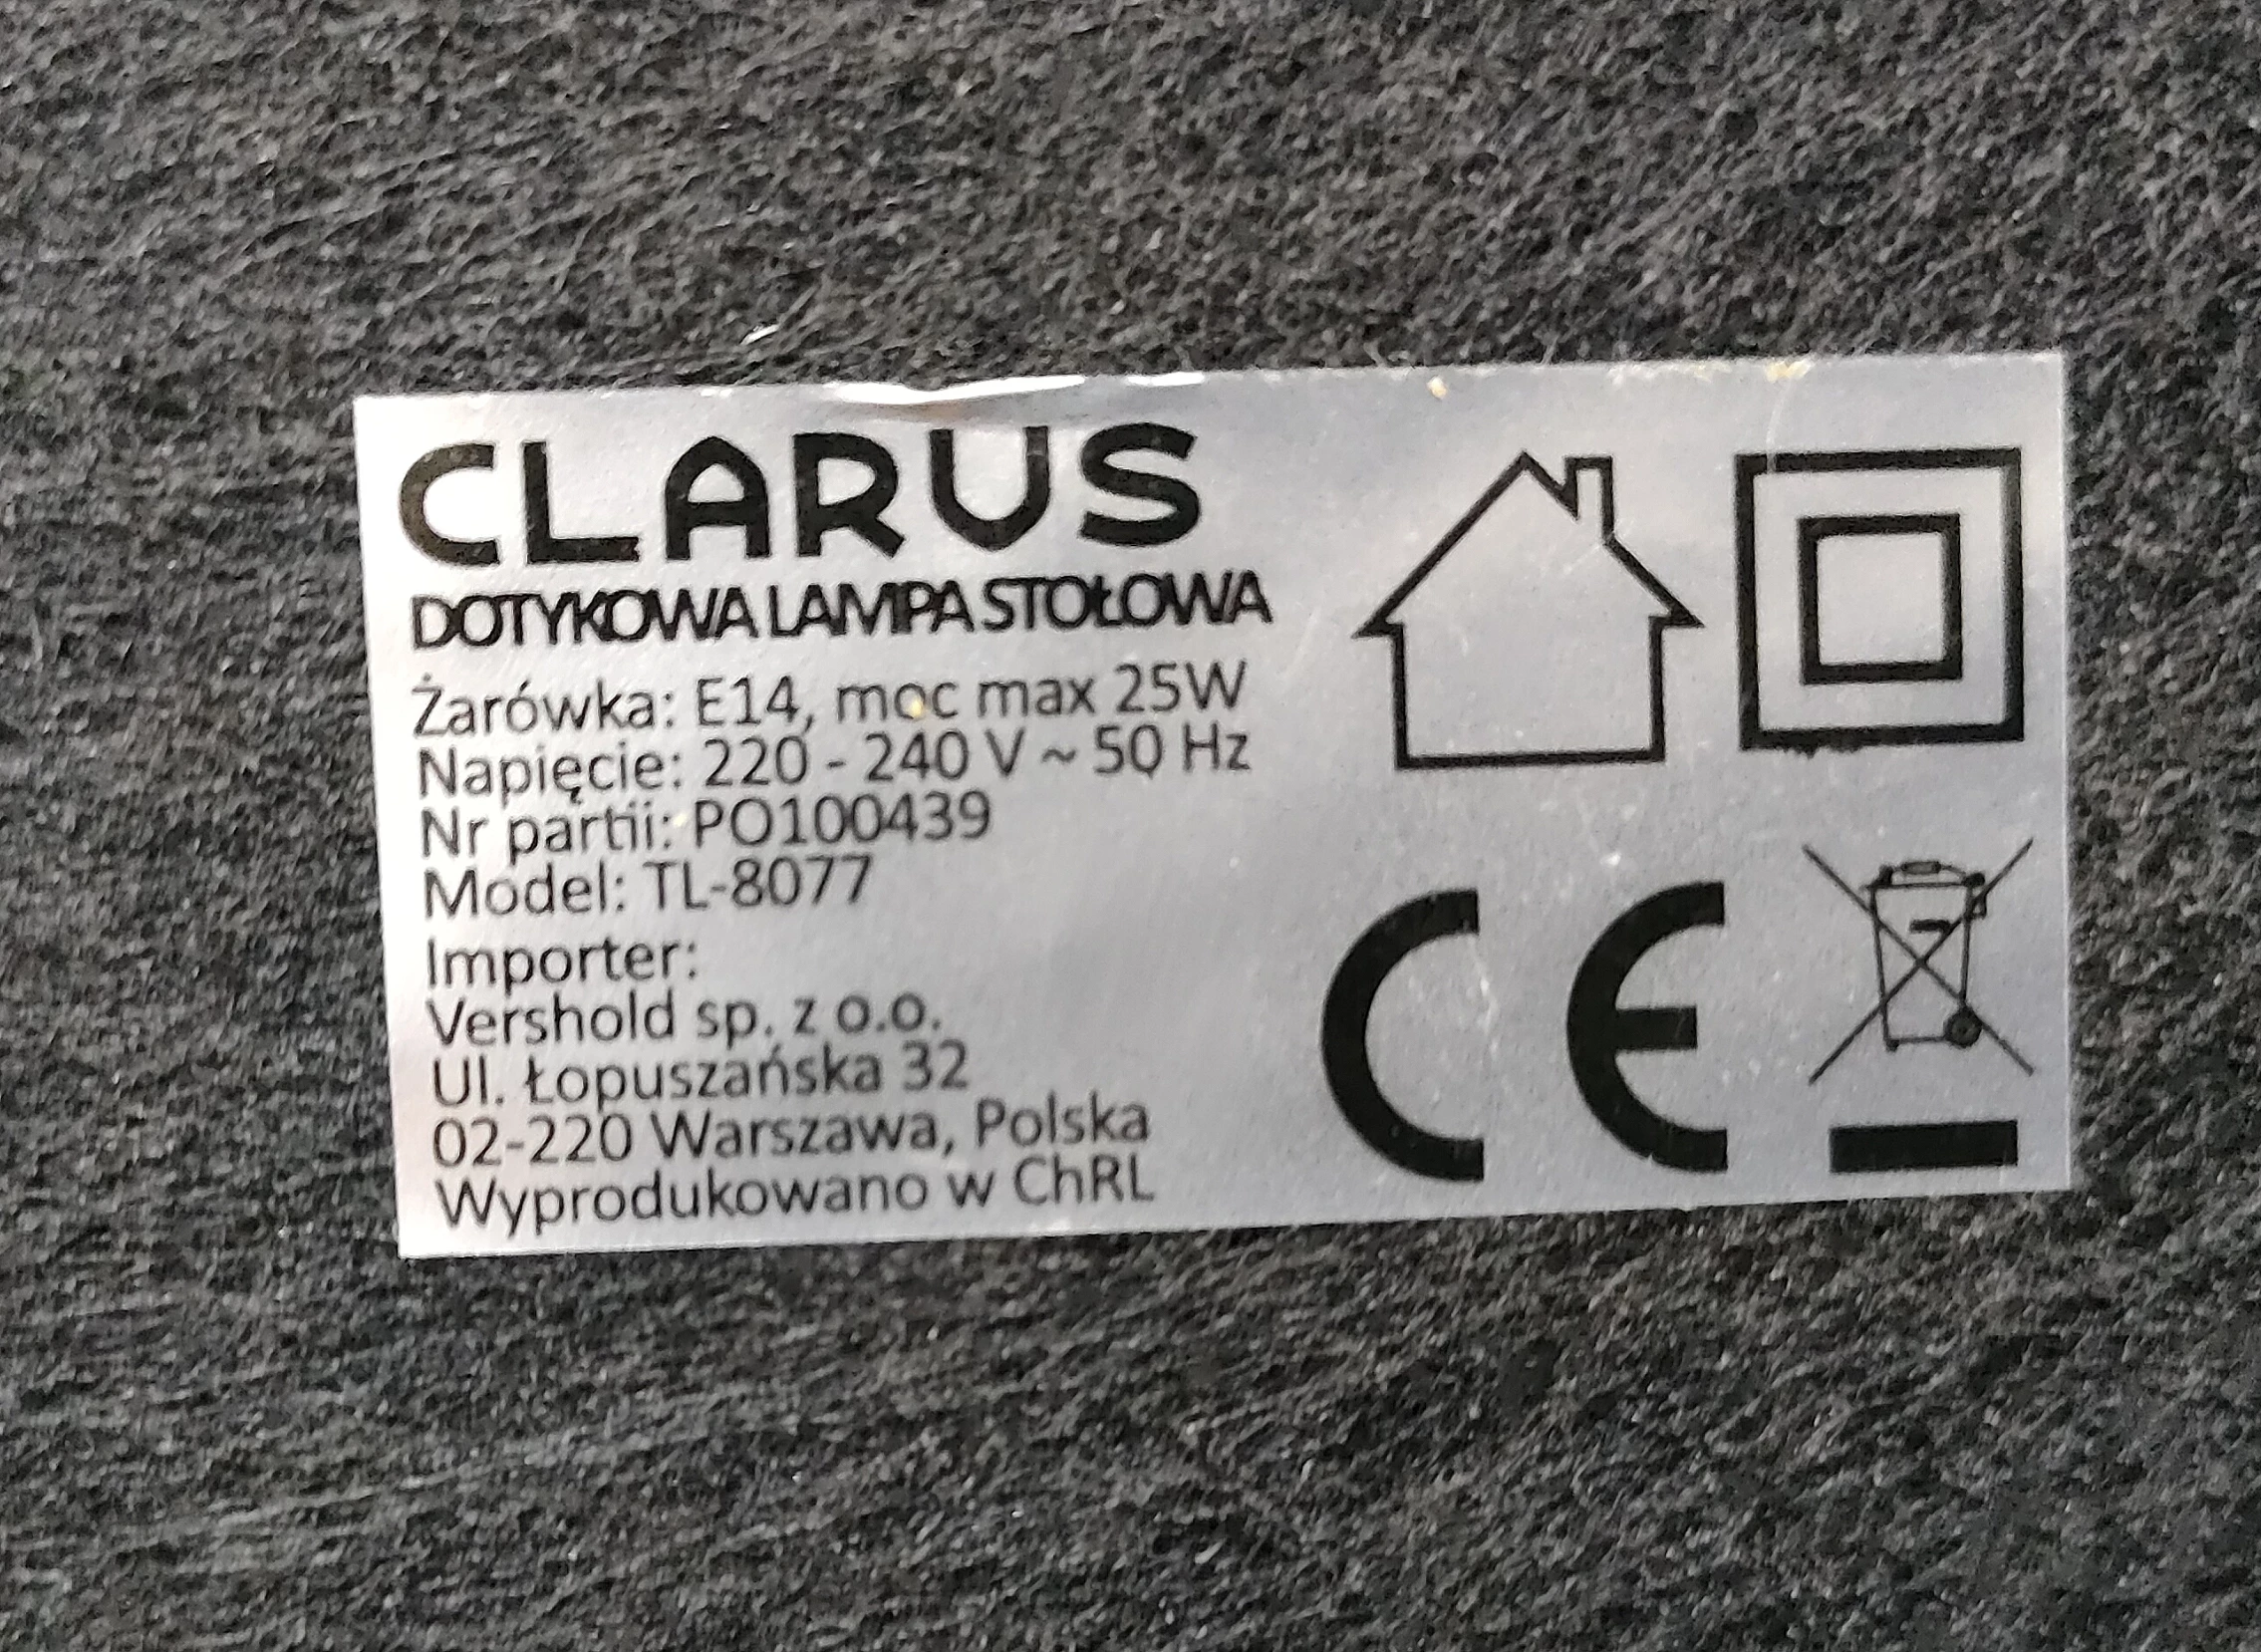 CLARUS
DOTYKOWA LAMPA STOŁOWA
Żarówka: E14, moc max 25W
Napięcie: 220 - 240 V ~ 50 Hz
Nr partii: PO100439
Model: TL-8077
Importer:
Vershold sp. z o.o.
Ul. Łopuszańska 32
02-220 Warszawa, Polska
Wyprodukowano w ChRL
CE